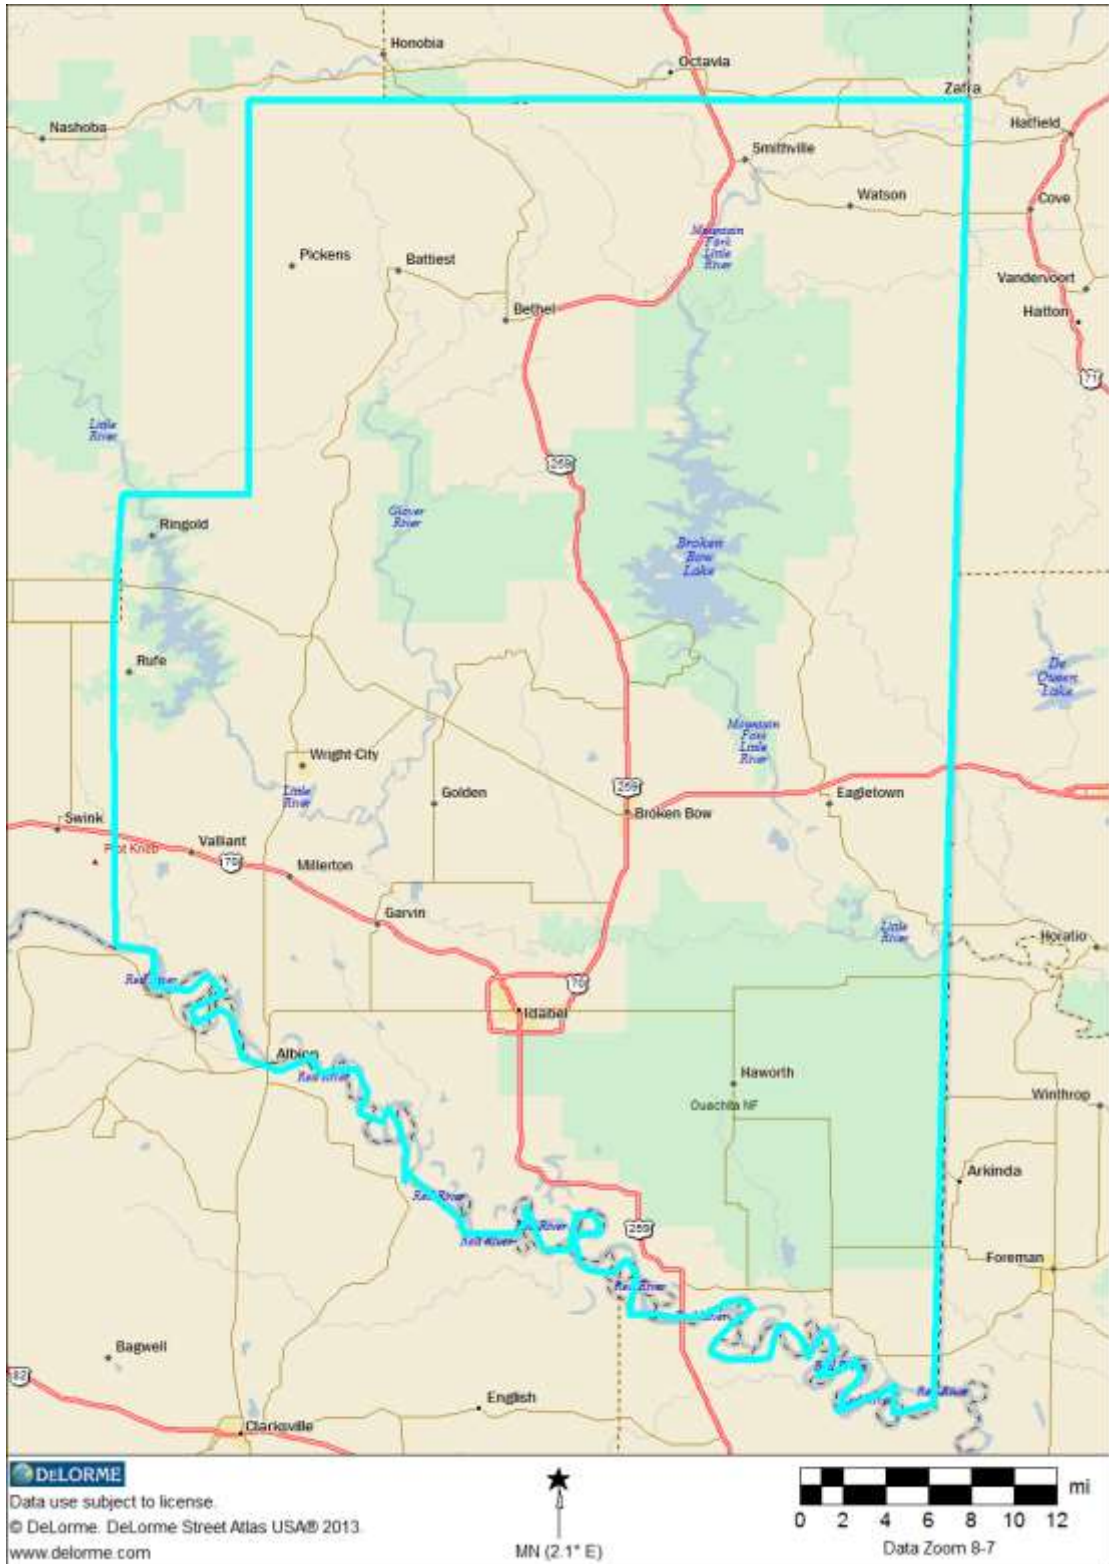 Honobia
Octavia
Zafra
Nashoba
Hatfield
Smithville
Watson
Cove
Mountain
Fork
Little
River
Pickens
Battiest
Vandervoort
Bethel
Hatton
71
Little
River
259
Glover
River
Ringold
Broken
Bow
Lake
Rufe
De
Queen
Lake
Mountain
Fork
Little
River
Wright City
Little
River
259
Golden
Eagletown
Broken Bow
Swink
Valliant
70
Millerton
Garvin
Little
River
Horatio
Red River
70
Idabel
Albion
Red River
Haworth
Ouachita NF
Winthrop
Arkinda
Red River
River
Red River
259
Foreman
Red River
Bagwell
82
Red River
English
Clarksville
DELORME
Data use subject to license.
© DeLorme. DeLorme Street Atlas USA® 2013.
www.delorme.com
MN (2.1° E)
mi
0 2 4 6 8 10 12
Data Zoom 8-7